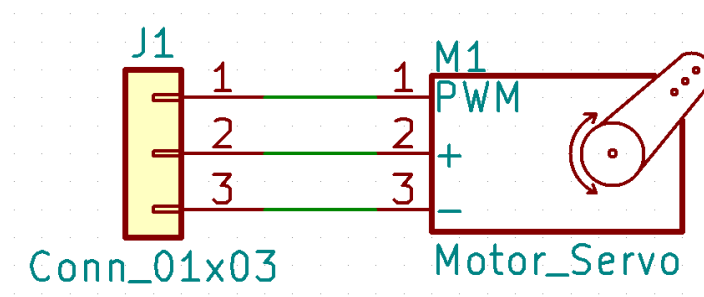 J1
M1
1 1 PWM
2 2 +
3 3 -
Conn_01x03
Motor_Servo